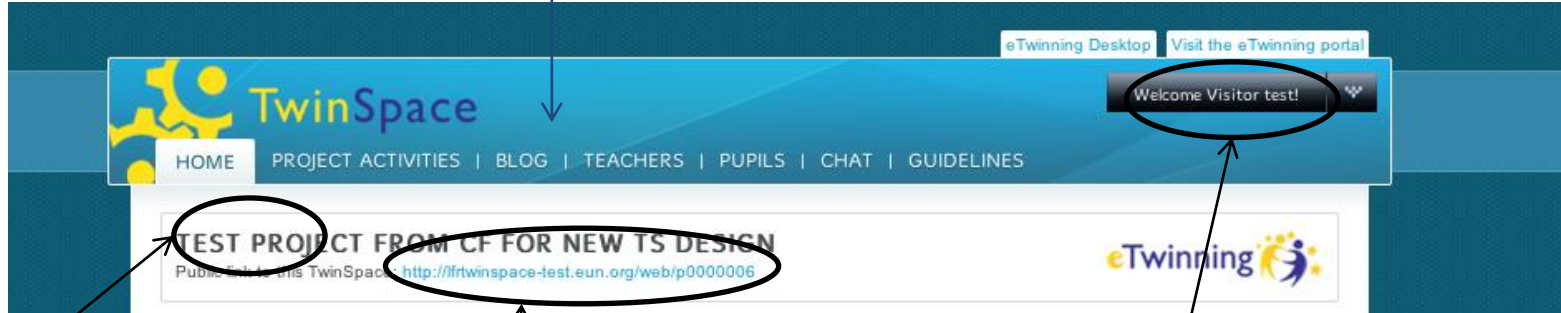 eTwinning Desktop Visit the eTwinning portal
TwinSpace
Welcome Visitor test!
HOME PROJECT ACTIVITIES | BLOG | TEACHERS | PUPILS | CHAT | GUIDELINES
TEST PROJECT FROM CF FOR NEW TS DESIGN
Public link to this TwinSpace: http://lfrtwinspace-test.eun.org/web/p0000006
eTwinning